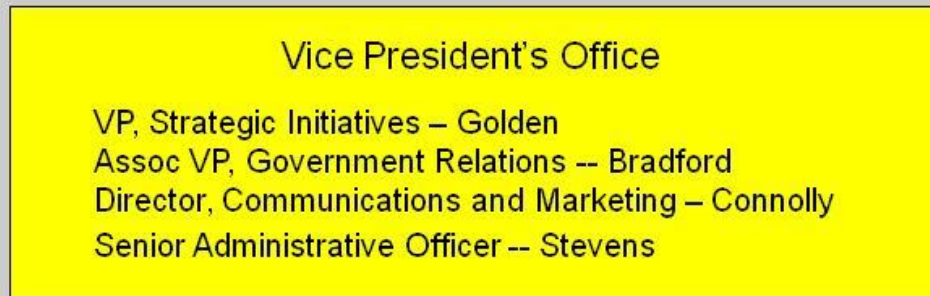 Vice President's Office
VP, Strategic Initiatives – Golden
Assoc VP, Government Relations -- Bradford
Director, Communications and Marketing – Connolly
Senior Administrative Officer -- Stevens